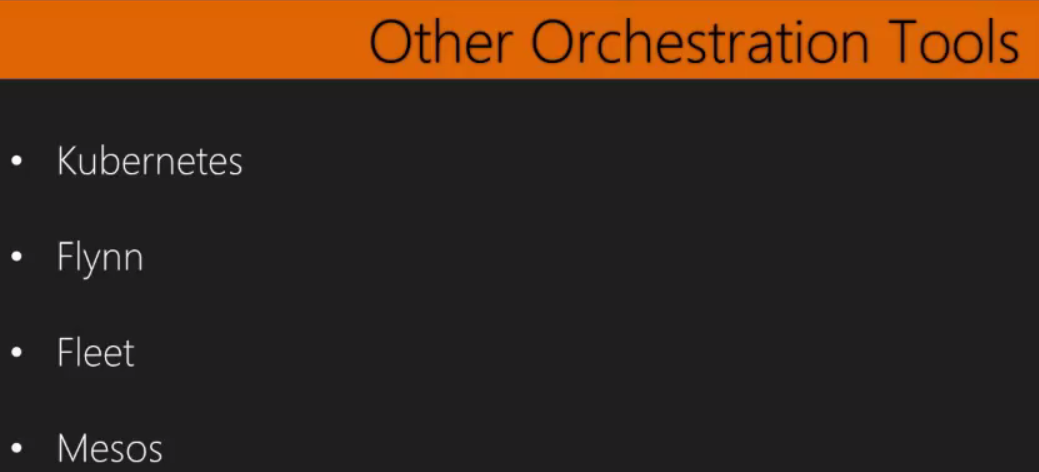 Other Orchestration Tools
• Kubernetes
• Flynn
• Fleet
• Mesos